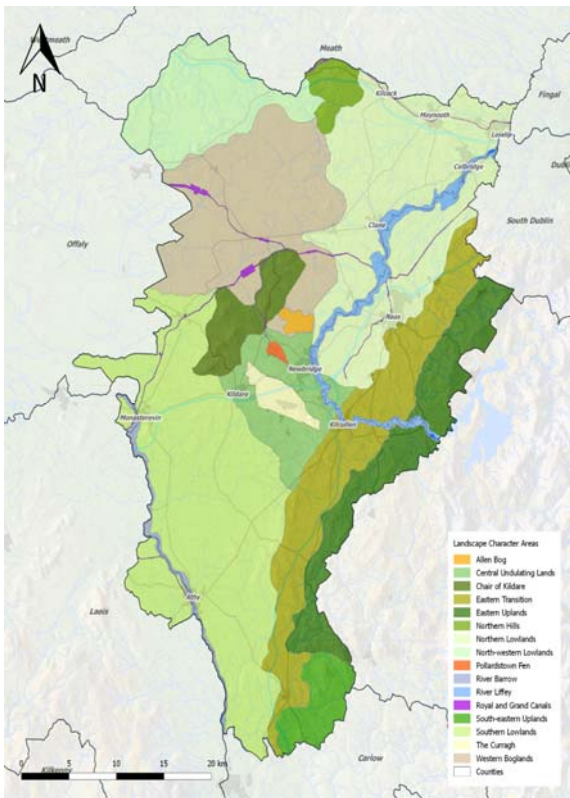 Westmeath
Meath
N
Kilcock
Maynooth
Fingal
Leixlip
Celbridge
Dublin
South Dublin
Clane
Offaly
Naas
Newbridge
Kildare
Monasterevin
Kilcullen
Laois
Athy
Kilkenny
Carlow
0 5 10 15 20 km
Landscape Character Areas
Allen Bog
Central Undulating Lands
Chair of Kildare
Eastern Transition
Eastern Uplands
Northern Hills
Northern Lowlands
North-western Lowlands
Pollardstown Fen
River Barrow
River Liffey
Royal and Grand Canals
South-eastern Uplands
Southern Lowlands
The Curragh
Western Boglands
Counties